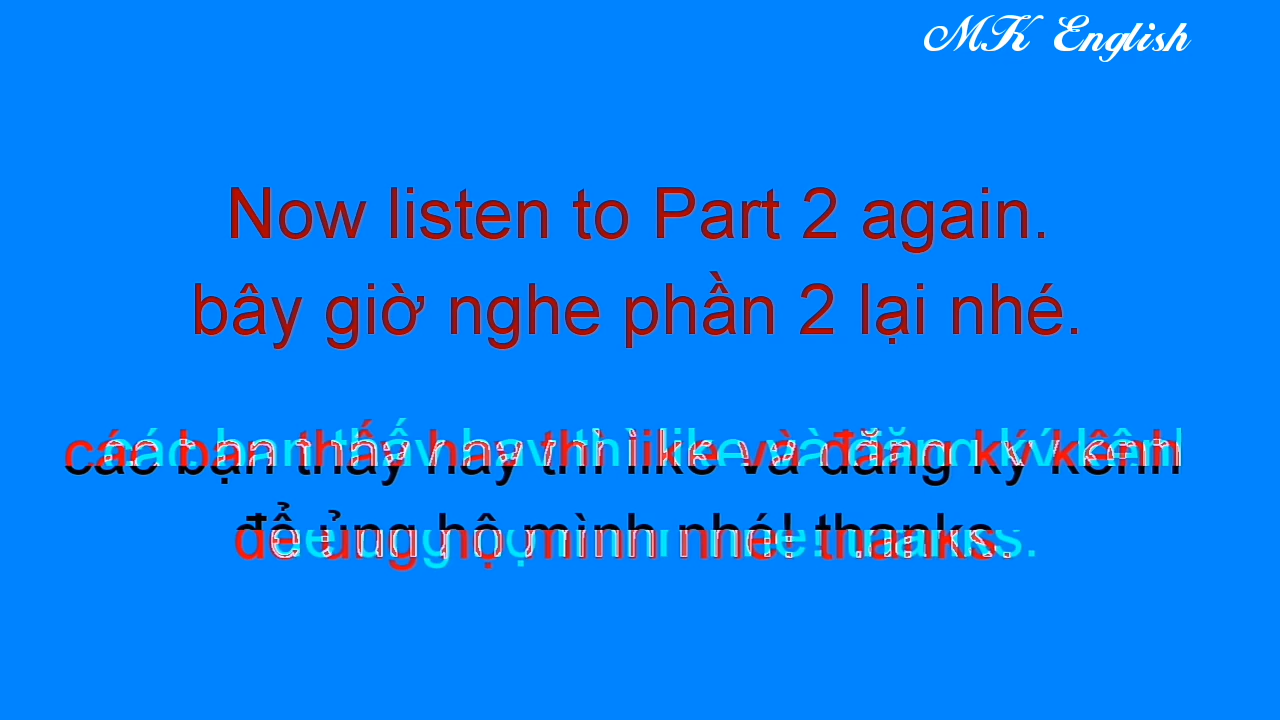 MK English
Now listen to Part 2 again.
bây giờ nghe phần 2 lại nhé.
các bạn thấy hay thì like và đăng ký kênh
để ủng hộ mình nhé! thanks.